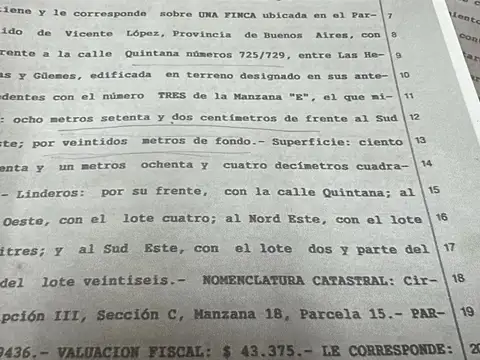 tiene y le corresponde sobre UNA FINCA ubicada en el Par- 7
tido de Vicente López, Provincia de Buenos Aires, con 8
frente a la calle Quintana números 725/729, entre Las He- 9
as y Güemes, edificada en terreno designado en sus ante- 10
dentes con el número TRES de la Manzana "E", el que mi- 11
: ocho metros setenta y dos centímetros de frente al Sud 12
ste; por veintidos metros de fondo.- Superficie: ciento 13
enta y un metros ochenta y cuatro decímetros cuadra- 14
.- Linderos: por su frente, con la calle Quintana; al 15
Oeste, con el lote cuatro; al Nord Este, con el lote 16
itres; y al Sud Este, con el lote dos y parte del 17
del lote veintiseis.- NOMENCLATURA CATASTRAL: Cir- 18
pción III, Sección C, Manzana 18, Parcela 15.- PAR- 19
9436.- VALUACION FISCAL: $ 43.375.- LE CORRESPONDE: 20